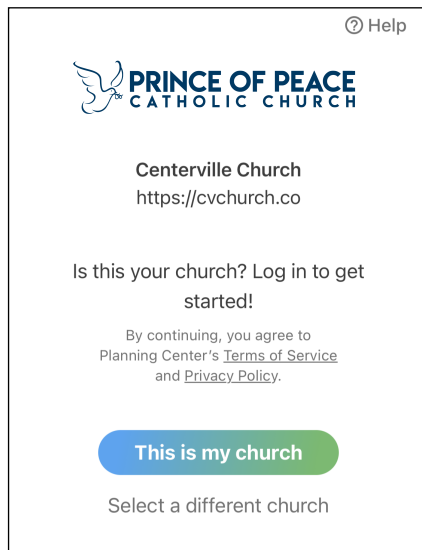 Help
PRINCE OF PEACE
CATHOLIC CHURCH
Centerville Church
https://cvchurch.co
Is this your church? Log in to get
started!
By continuing, you agree to
Planning Center's Terms of Service
and Privacy Policy.
This is my church
Select a different church